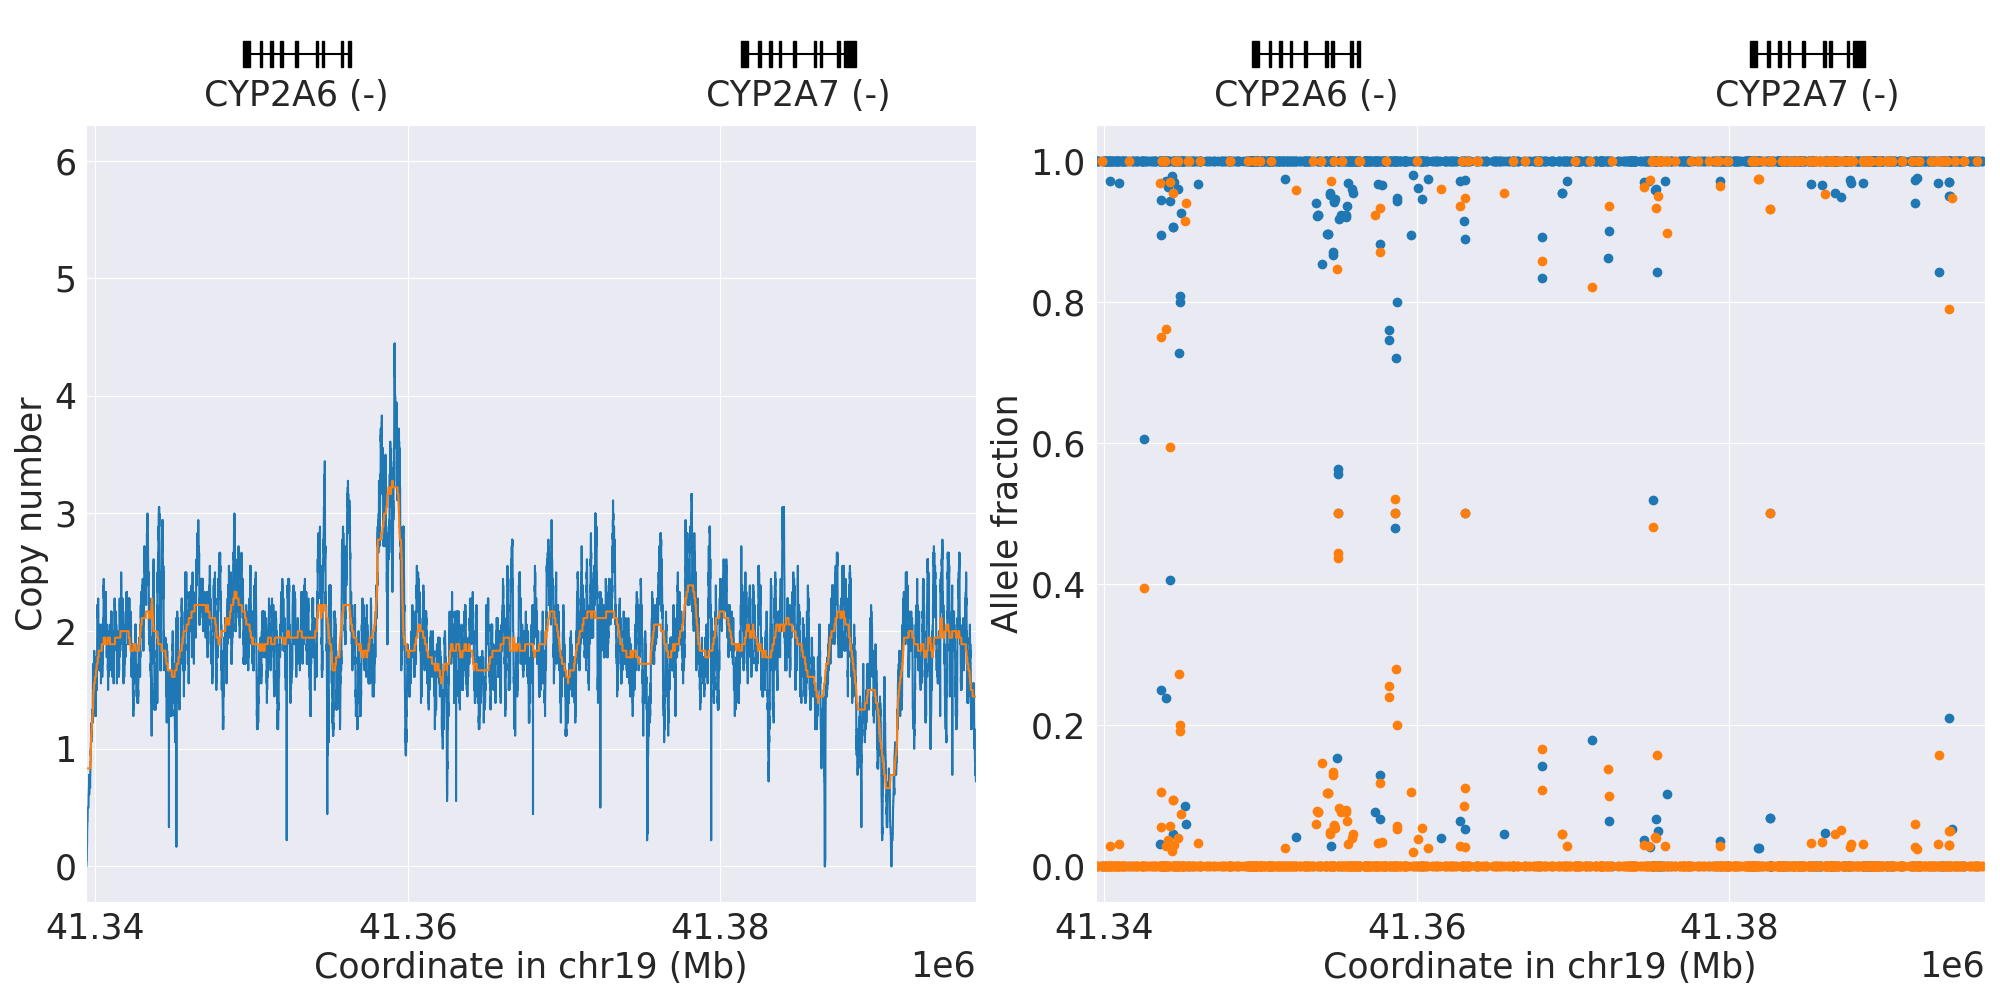 CYP2A6 (-)
CYP2A7 (-)
6
5
4
3
2
1
0
Copy number
41.34
41.36
41.38
Coordinate in chr19 (Mb)
1e6
CYP2A6 (-)
CYP2A7 (-)
1.0
0.8
0.6
0.4
0.2
0.0
Allele fraction
41.34
41.36
41.38
Coordinate in chr19 (Mb)
1e6